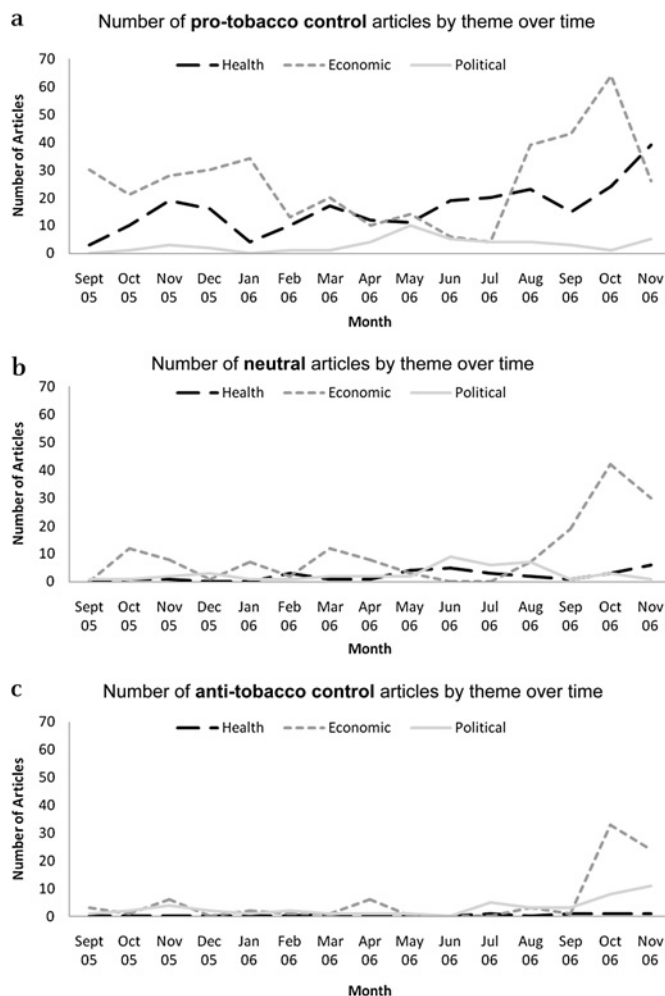 a
Number of pro-tobacco control articles by theme over time
Health Economic Political
Number of Articles
70
60
50
40
30
20
10
0
Sept Oct Nov Dec Jan Feb Mar Apr May Jun Jul Aug Sep Oct Nov
05 05 05 05 06 06 06 06 06 06 06 06 06 06 06
Month
b
Number of neutral articles by theme over time
Health Economic Political
Number of Articles
70
60
50
40
30
20
10
0
Sept Oct Nov Dec Jan Feb Mar Apr May Jun Jul Aug Sep Oct Nov
05 05 05 05 06 06 06 06 06 06 06 06 06 06 06
Month
c
Number of anti-tobacco control articles by theme over time
Health Economic Political
Number of Articles
70
60
50
40
30
20
10
0
Sept Oct Nov Dec Jan Feb Mar Apr May Jun Jul Aug Sep Oct Nov
05 05 05 05 06 06 06 06 06 06 06 06 06 06 06
Month